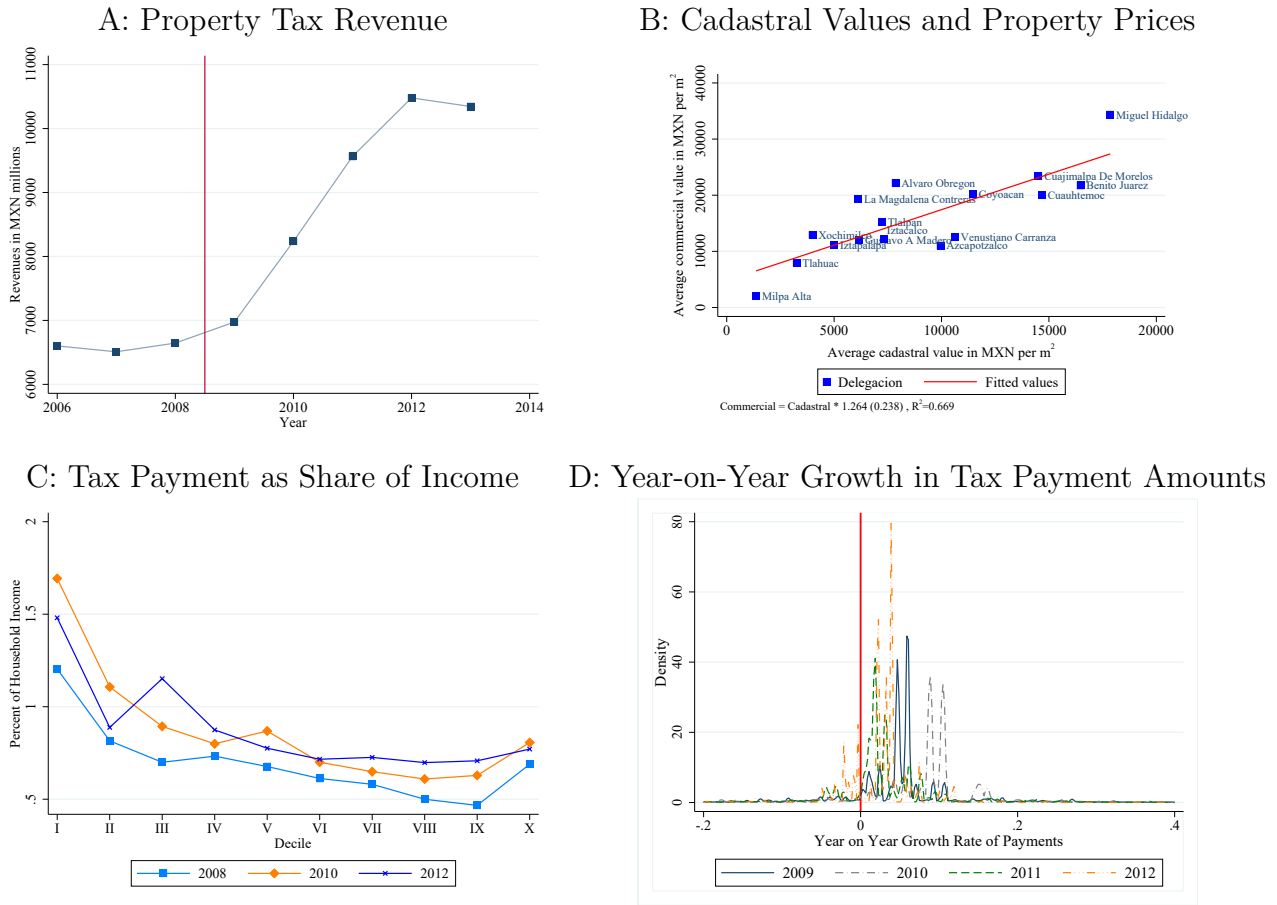 A: Property Tax Revenue
Revenues in MXN millions
11000
10000
9000
8000
7000
6000
2006 2008 2010 2012 2014
Year
B: Cadastral Values and Property Prices
Average commercial value in MXN per m²
40000
30000
20000
10000
0
Miguel Hidalgo
Cuajimalpa De Morelos
Benito Juarez
Alvaro Obregon
Coyoacan
Cuauhtemoc
La Magdalena Contreras
Tlalpan
Iztacalco
Xochimilco
Gustavo A Madero
Venustiano Carranza
Iztapalapa
Azcapotzalco
Tlahuac
Milpa Alta
0 5000 10000 15000 20000
Average cadastral value in MXN per m²
Delegacion Fitted values
Commercial = Cadastral * 1.264 (0.238) , R²=0.669
C: Tax Payment as Share of Income
Percent of Household Income
2
1.5
1
.5
I II III IV V VI VII VIII IX X
Decile
2008 2010 2012
D: Year-on-Year Growth in Tax Payment Amounts
Density
80
60
40
20
0
-.2 0 .2 .4
Year on Year Growth Rate of Payments
2009 2010 2011 2012